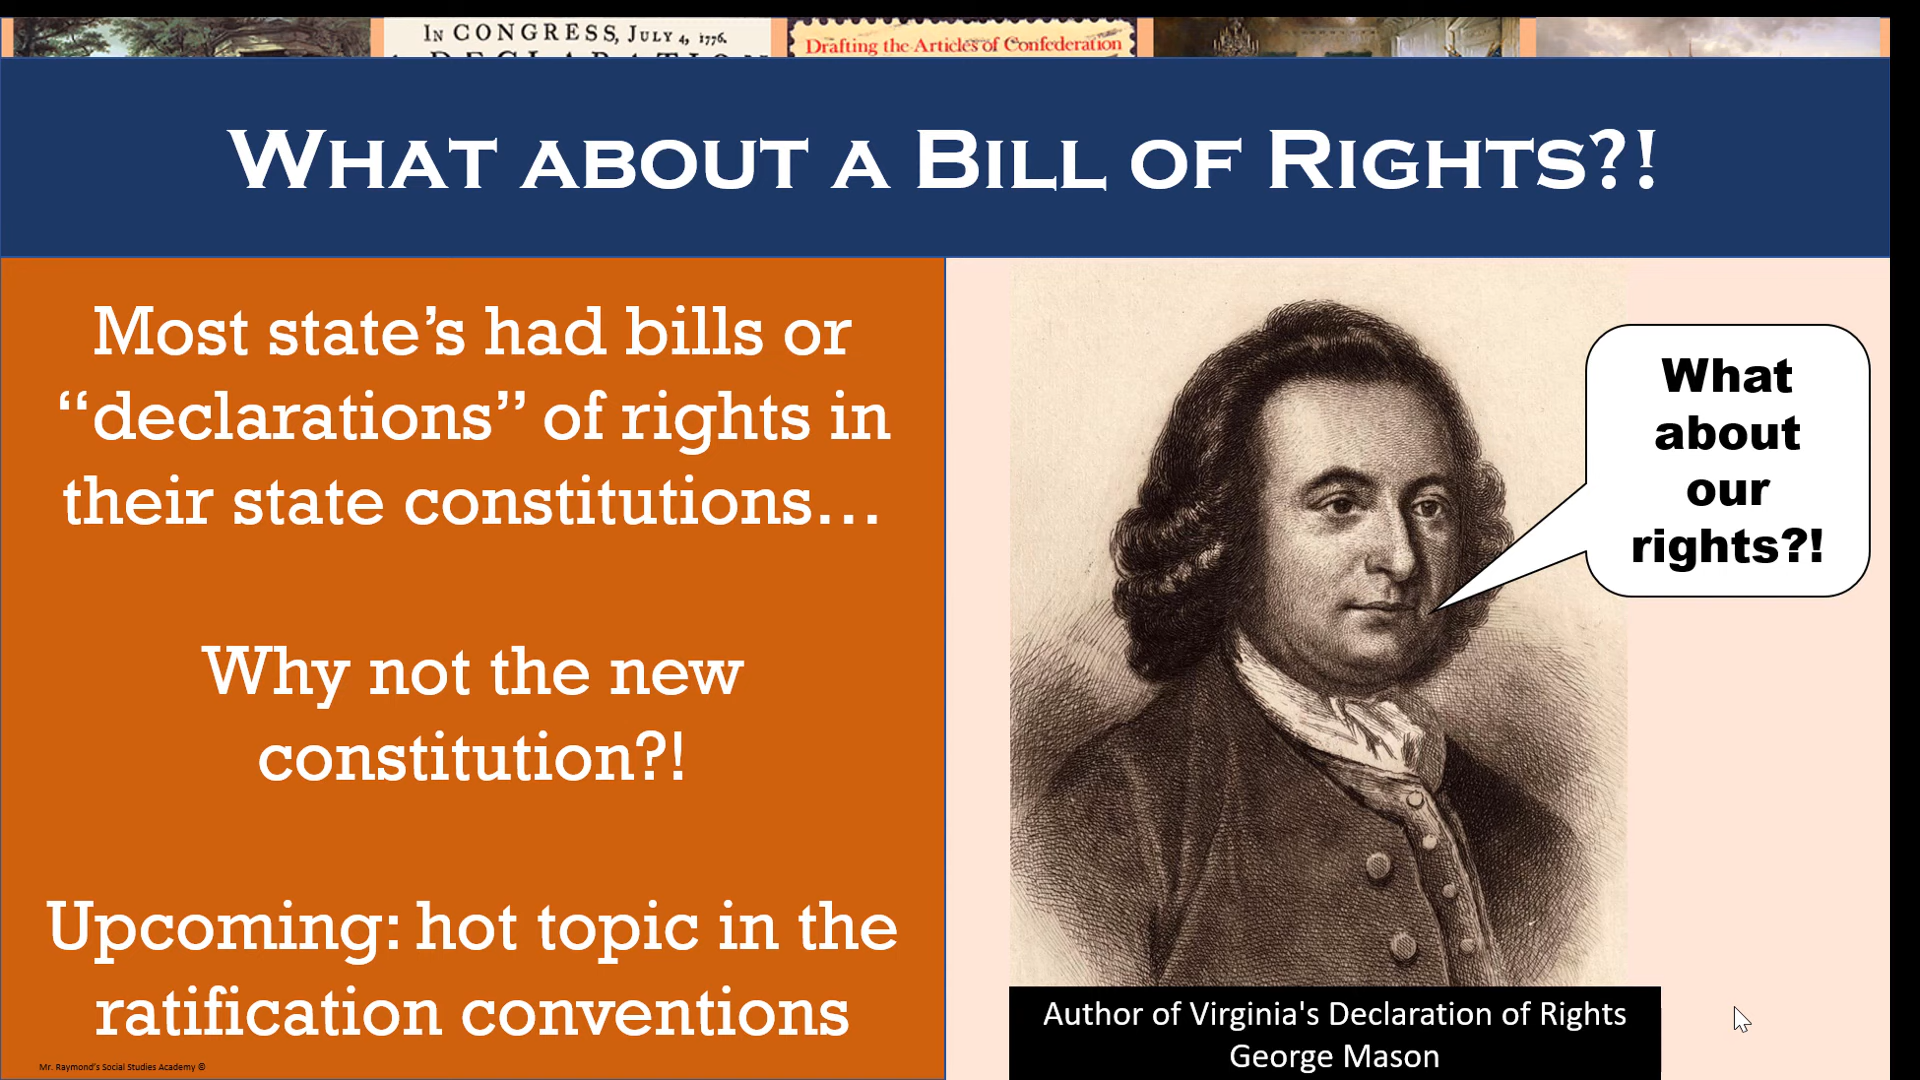 IN CONGRESS, JULY 4, 1776.
Drafting the Articles of Confederation
WHAT ABOUT A BILL OF RIGHTS?!
Most state’s had bills or
“declarations” of rights in
their state constitutions…
Why not the new
constitution?!
Upcoming: hot topic in the
ratification conventions
What
about
our
rights?!
Author of Virginia's Declaration of Rights
George Mason
Mr. Raymond's Social Studies Academy ©